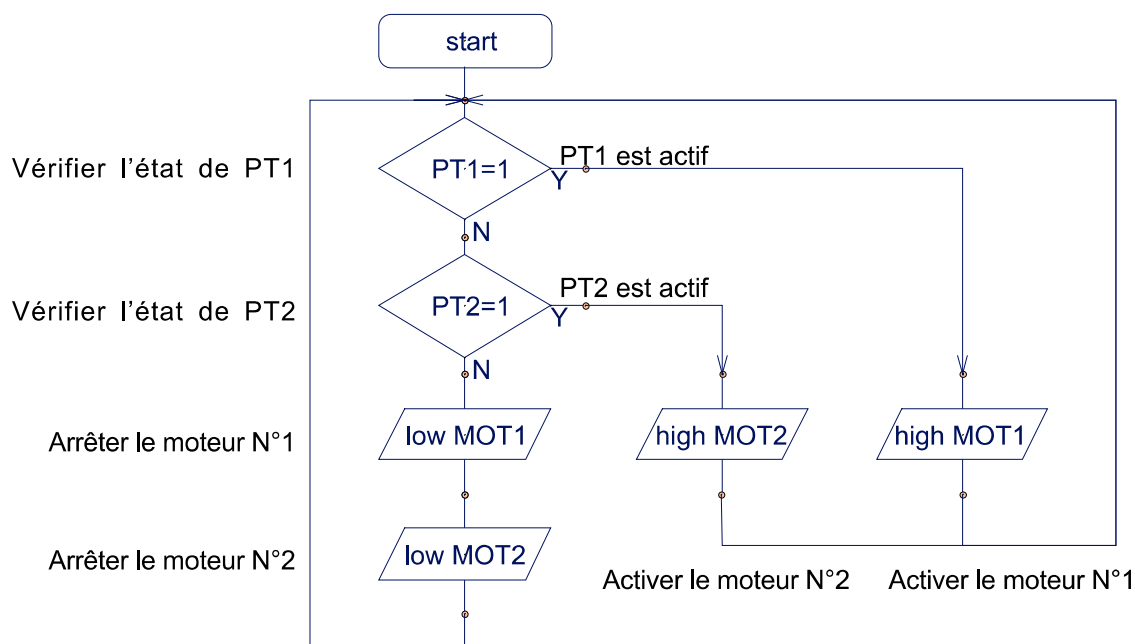 start
Vérifier l'état de PT1
PT1=1
PT1 est actif
Y
N
Vérifier l'état de PT2
PT2=1
PT2 est actif
Y
N
Arrêter le moteur N°1
low MOT1
high MOT2
high MOT1
Arrêter le moteur N°2
low MOT2
Activer le moteur N°2
Activer le moteur N°1